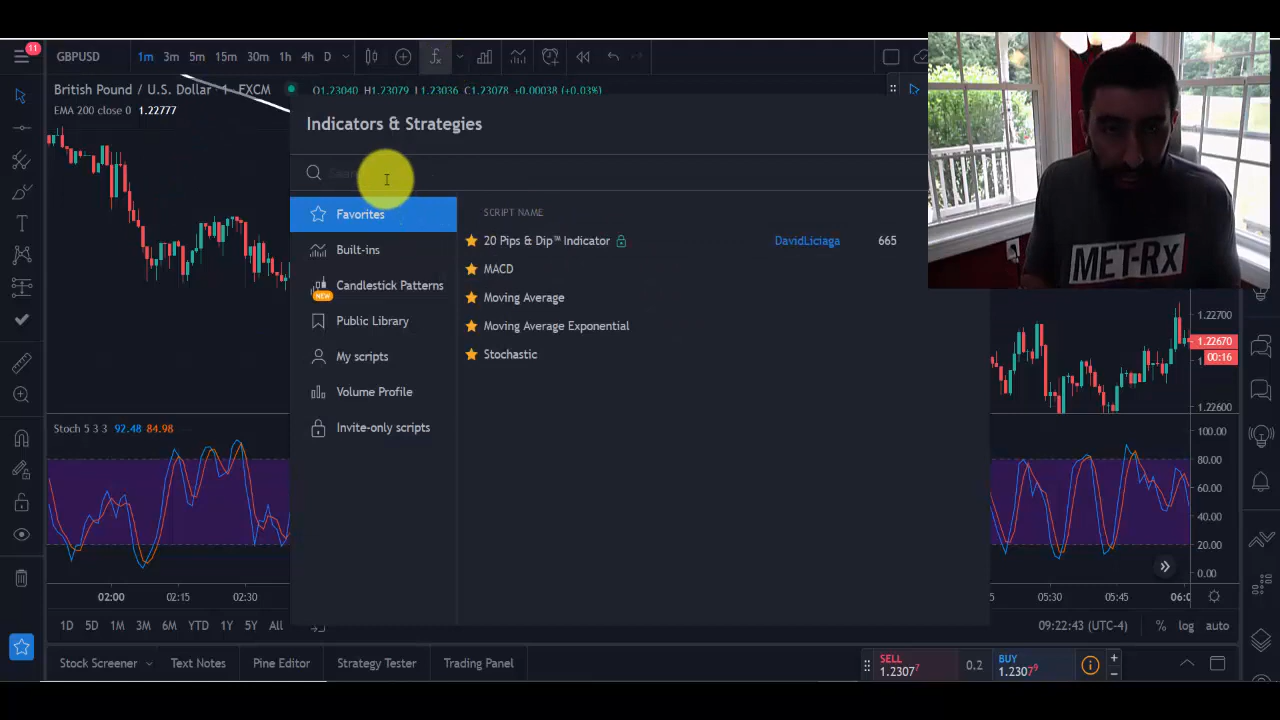 11
GBPUSD
1m 3m 5m 15m 30m 1h 4h D
British Pound / U.S. Dollar · 1 · FXCM
O1.23040 H1.23079 L1.23036 C1.23078 +0.00038 (+0.03%)
EMA 200 close 0 1.22777
Indicators & Strategies
Search
Favorites
Built-ins
Candlestick Patterns
NEW
Public Library
My scripts
Volume Profile
Invite-only scripts
SCRIPT NAME
20 Pips & Dip™ Indicator DavidLiciaga 665
MACD
Moving Average
Moving Average Exponential
Stochastic
MET-RX
1.22700
1.22670
00:16
1.22600
Stoch 5 3 3 92.48 84.98
100.00
80.00
60.00
40.00
20.00
0.00
02:00 02:15 02:30 05:30 05:45 06:0
1D 5D 1M 3M 6M YTD 1Y 5Y All
09:22:43 (UTC-4) % log auto
Stock Screener Text Notes Pine Editor Strategy Tester Trading Panel
SELL
1.23077
0.2
BUY
1.23079